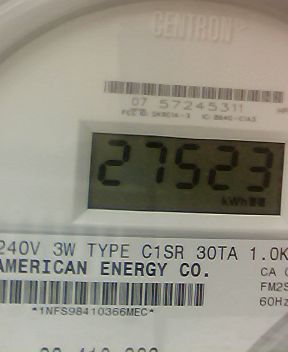 CENTRON
07 57245311
27523
kWh
240V 3W TYPE C1SR 30TA 1.0K
AMERICAN ENERGY CO.
CA
FM2S
60Hz
*1NFS98410366MEC*